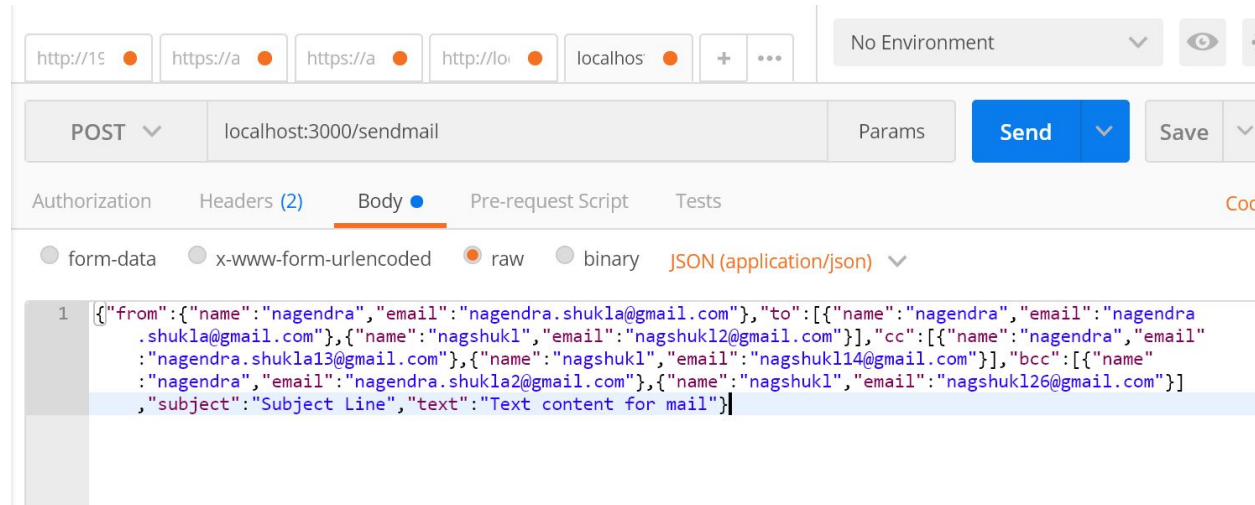 http://19 https://a https://a http://lo localhos + ••• No Environment
POST localhost:3000/sendmail Params Send Save
Authorization Headers (2) Body Pre-request Script Tests
form-data x-www-form-urlencoded raw binary JSON (application/json)
1 {"from":{"name":"nagendra","email":"nagendra.shukla@gmail.com"},"to":[{"name":"nagendra","email":"nagendra
.shukla@gmail.com"},{"name":"nagshukl","email":"nagshukl2@gmail.com"}],"cc":[{"name":"nagendra","email"
:"nagendra.shukla13@gmail.com"},{"name":"nagshukl","email":"nagshukl14@gmail.com"}],"bcc":[{"name"
:"nagendra","email":"nagendra.shukla2@gmail.com"},{"name":"nagshukl","email":"nagshukl26@gmail.com"}]
,"subject":"Subject Line","text":"Text content for mail"}